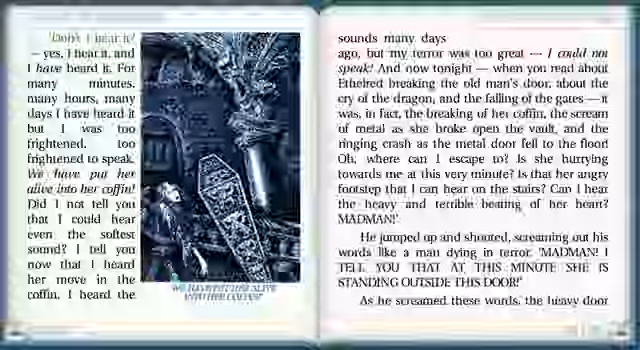 'Don't I hear it?
– yes, I hear it, and
I have heard it. For
many minutes,
many hours, many
days I have heard it
but I was too
frightened, too
frightened to speak.
We have put her
alive into her coffin!
Did I not tell you
that I could hear
even the softest
sound? I tell you
now that I heard
her move in the
coffin. I heard the
'WE HAVE PUT HER ALIVE
INTO HER COFFIN!'
sounds many days
ago, but my terror was too great — I could not
speak! And now tonight — when you read about
Ethelred breaking the old man's door, about the
cry of the dragon, and the falling of the gates — it
was, in fact, the breaking of her coffin, the scream
of metal as she broke open the vault, and the
ringing crash as the metal door fell to the floor!
Oh, where can I escape to? Is she hurrying
towards me at this very minute? Is that her angry
footstep that I can hear on the stairs? Can I hear
the heavy and terrible beating of her heart?
MADMAN!'
He jumped up and shouted, screaming out his
words like a man dying in terror. 'MADMAN! I
TELL YOU THAT AT THIS MINUTE SHE IS
STANDING OUTSIDE THIS DOOR!'
As he screamed these words, the heavy door